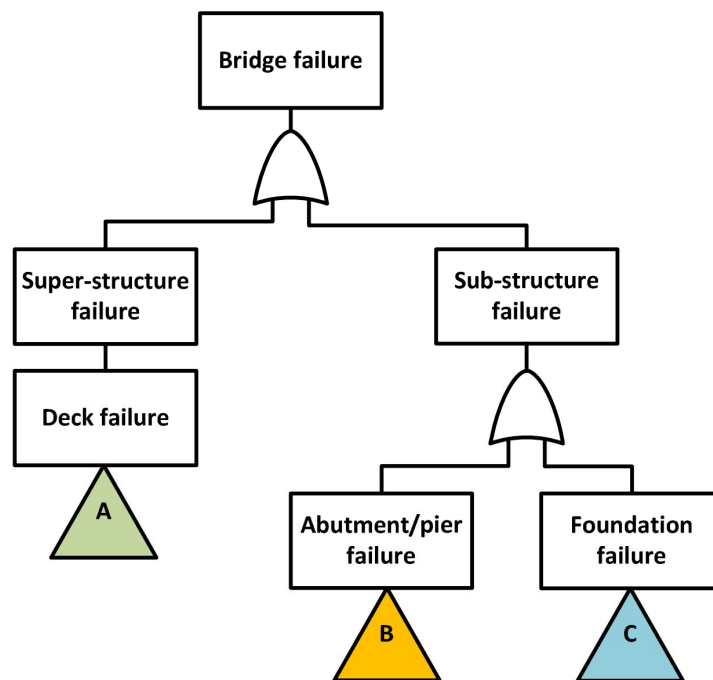 Bridge failure
Super-structure
failure
Sub-structure
failure
Deck failure
A
Abutment/pier
failure
Foundation
failure
B
C